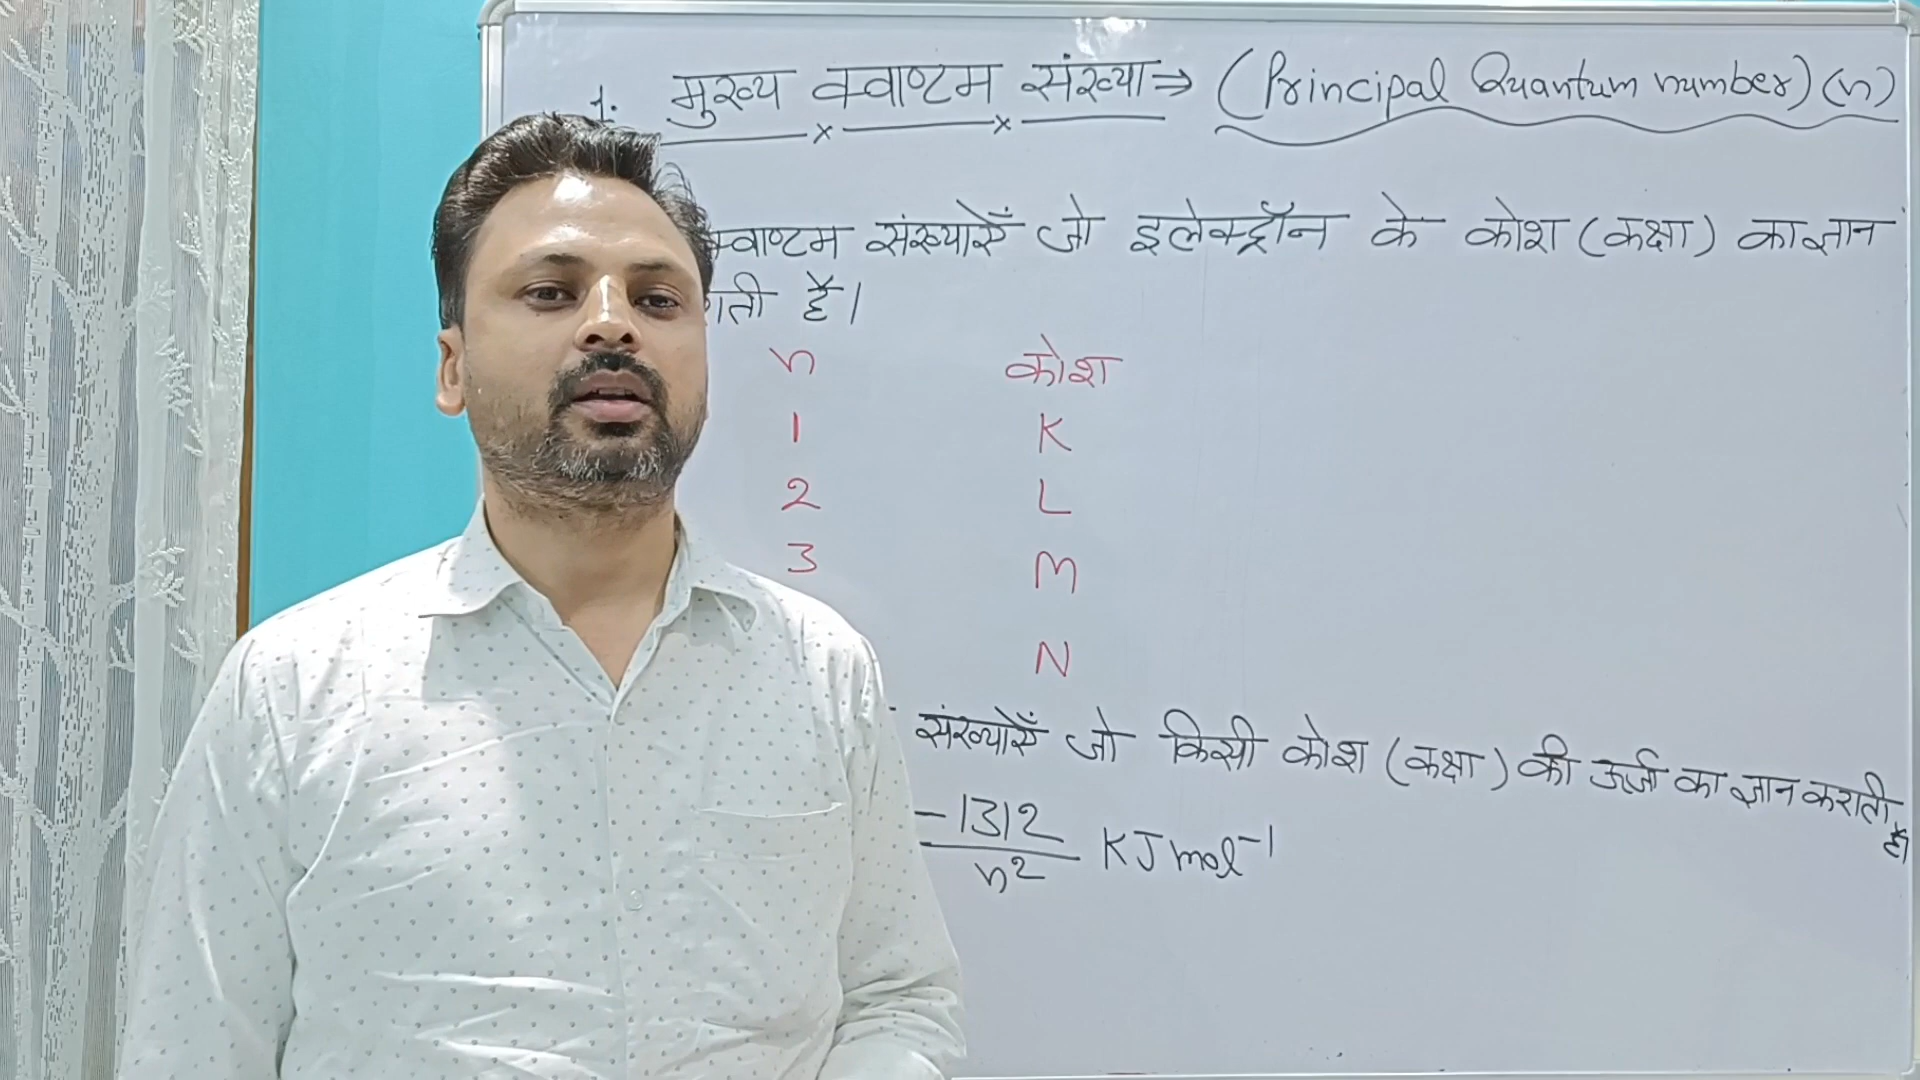 1. मुख्य क्वाण्टम संख्या→ (Principal Quantum number) (n)
क्वाण्टम संख्याएँ जो इलेक्ट्रॉन के कोश (कक्षा) का ज्ञान
है।
n कोश
1 K
2 L
3 M
N
संख्याएँ जो किसी कोश (कक्षा) की ऊर्जा का ज्ञान कराती है।
-1312
n² KJ mol⁻¹